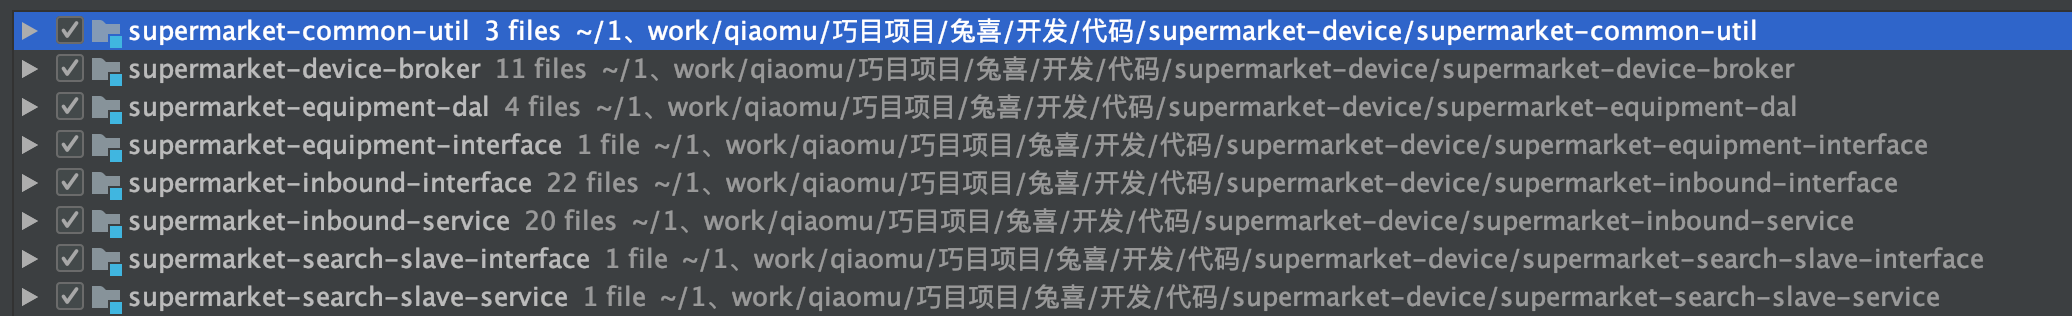 supermarket-common-util 3 files ~/1、work/qiaomu/巧目项目/兔喜/开发/代码/supermarket-device/supermarket-common-util
supermarket-device-broker 11 files ~/1、work/qiaomu/巧目项目/兔喜/开发/代码/supermarket-device/supermarket-device-broker
supermarket-equipment-dal 4 files ~/1、work/qiaomu/巧目项目/兔喜/开发/代码/supermarket-device/supermarket-equipment-dal
supermarket-equipment-interface 1 file ~/1、work/qiaomu/巧目项目/兔喜/开发/代码/supermarket-device/supermarket-equipment-interface
supermarket-inbound-interface 22 files ~/1、work/qiaomu/巧目项目/兔喜/开发/代码/supermarket-device/supermarket-inbound-interface
supermarket-inbound-service 20 files ~/1、work/qiaomu/巧目项目/兔喜/开发/代码/supermarket-device/supermarket-inbound-service
supermarket-search-slave-interface 1 file ~/1、work/qiaomu/巧目项目/兔喜/开发/代码/supermarket-device/supermarket-search-slave-interface
supermarket-search-slave-service 1 file ~/1、work/qiaomu/巧目项目/兔喜/开发/代码/supermarket-device/supermarket-search-slave-service